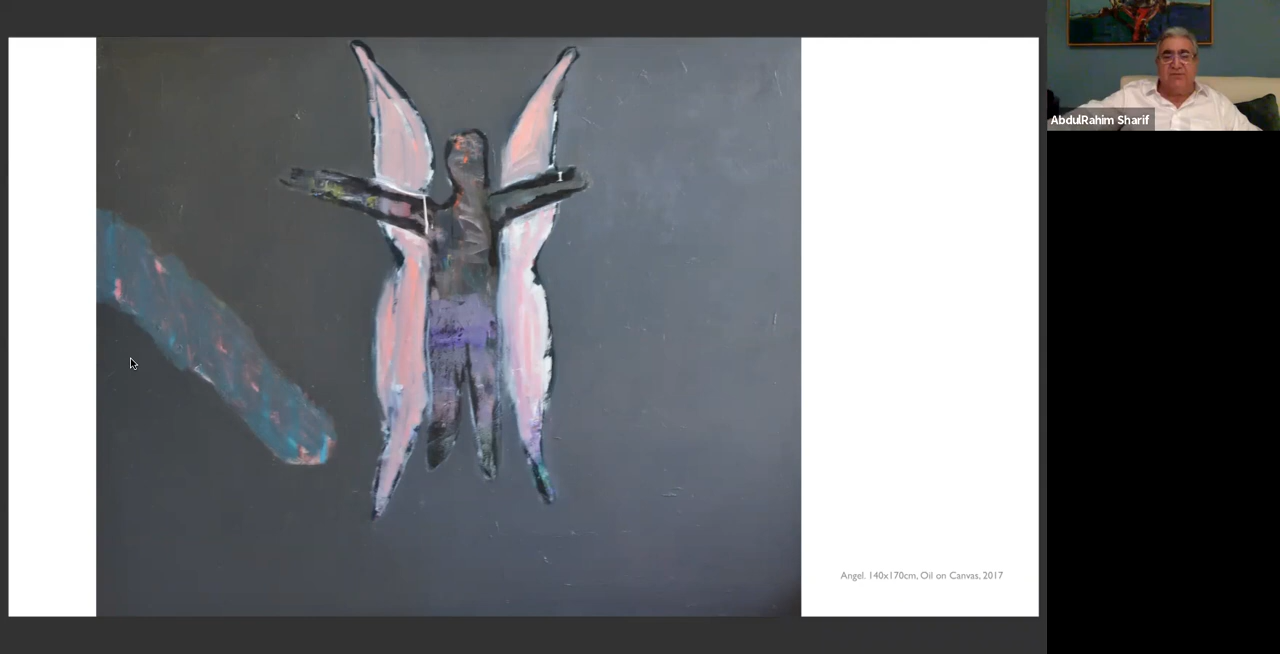 AbdulRahim Sharif
Angel. 140x170cm, Oil on Canvas, 2017